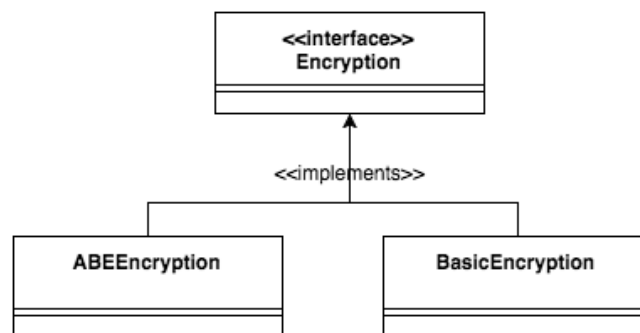 <<interface>>
Encryption
<<implements>>
ABEEncryption
BasicEncryption